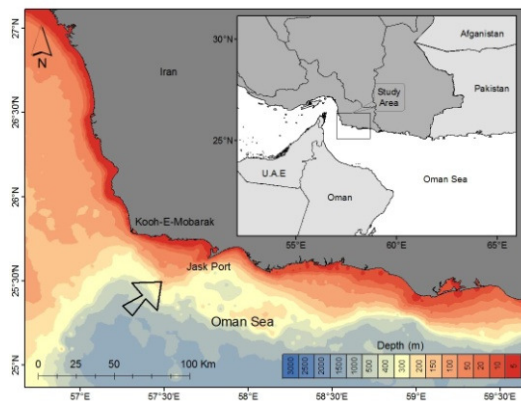 27°N
26°30'N
26°N
25°30'N
25°N
N
Iran
Kooh-E-Mobarak
Jask Port
Oman Sea
0 25 50 75 100 Km
57°E
57°30'E
58°E
58°30'E
59°E
Depth (m)
3000 2500 2000 1500 1000 500 400 300 200 150 100 50 20 10 5
30°N
25°N
Afganistan
Pakistan
Study
Area
U.A.E
Oman
Oman Sea
55°E
60°E
65°E